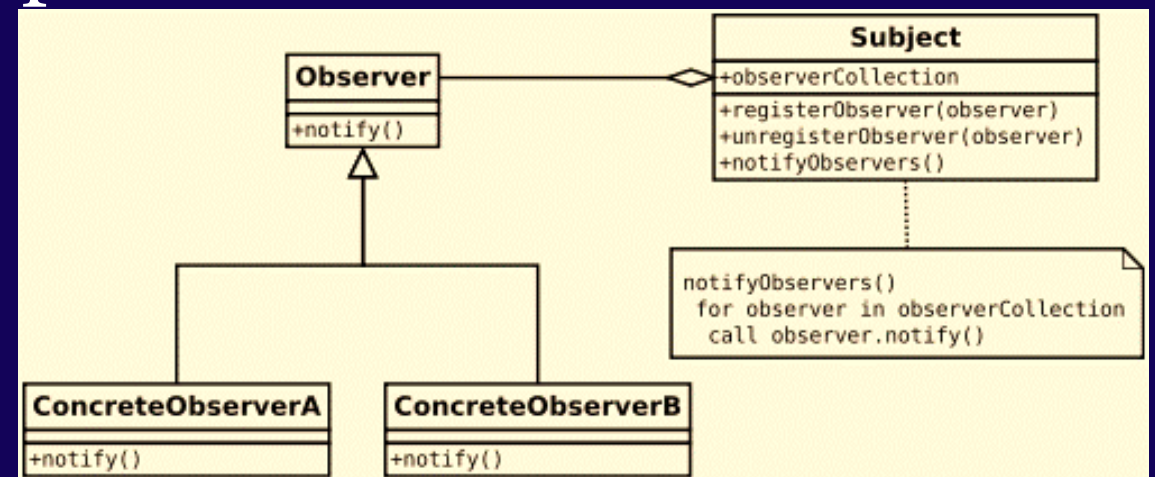 Observer
+notify()
Subject
+observerCollection
+registerObserver(observer)
+unregisterObserver(observer)
+notifyObservers()
notifyObservers()
for observer in observerCollection
call observer.notify()
ConcreteObserverA
+notify()
ConcreteObserverB
+notify()